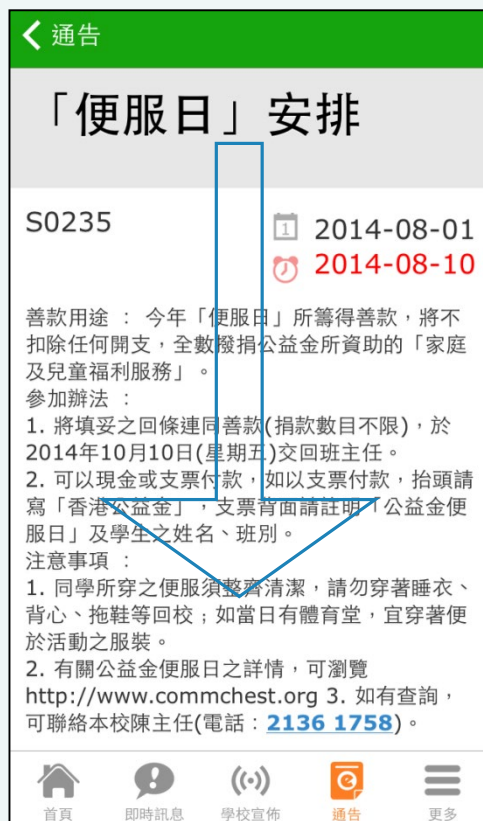 通告
「便服日」安排
S0235
2014-08-01
2014-08-10
善款用途 : 今年「便服日」所籌得善款，將不
扣除任何開支，全數撥捐公益金所資助的「家庭
及兒童福利服務」。
參加辦法 :
1. 將填妥之回條連同善款(捐款數目不限)，於
2014年10月10日(星期五)交回班主任。
2. 可以現金或支票付款，如以支票付款，抬頭請
寫「香港公益金」，支票背面請註明「公益金便
服日」及學生之姓名、班別。
注意事項 :
1. 同學所穿之便服須整齊清潔，請勿穿著睡衣、
背心、拖鞋等回校；如當日有體育堂，宜穿著便
於活動之服裝。
2. 有關公益金便服日之詳情，可瀏覽
http://www.commchest.org 3. 如有查詢，
可聯絡本校陳主任(電話：2136 1758)。
首頁 即時訊息 學校宣佈 通告 更多